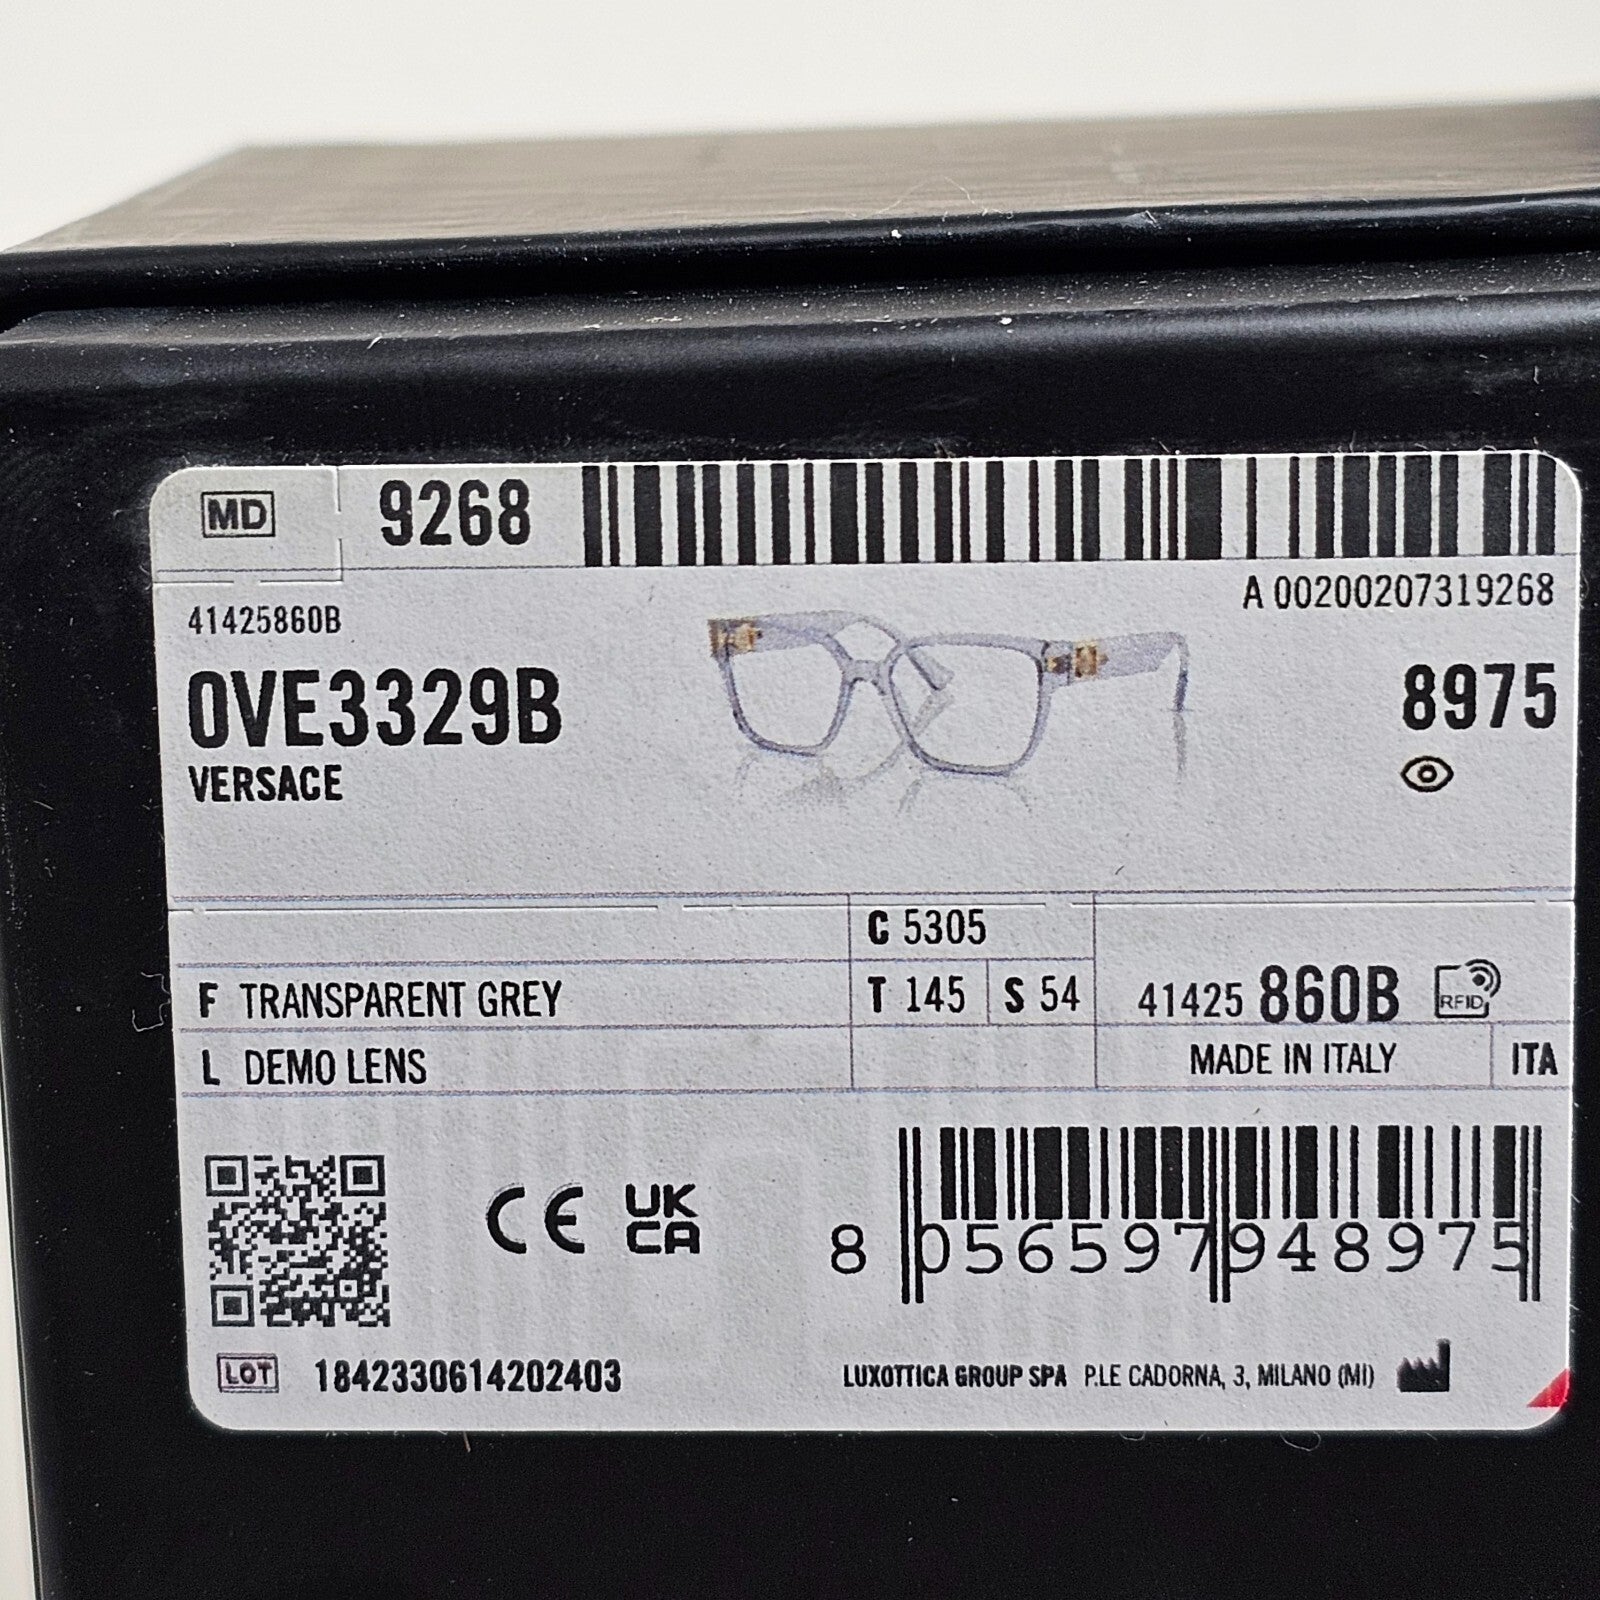 MD 9268
A 00200207319268
41425860B
0VE3329B 8975
VERSACE
C 5305
F TRANSPARENT GREY T 145 S 54 41425 860B RFID
L DEMO LENS MADE IN ITALY ITA
CE UK
CA
8 056597 948975
LOT 1842330614202403
LUXOTTICA GROUP SPA P.LE CADORNA, 3, MILANO (MI)